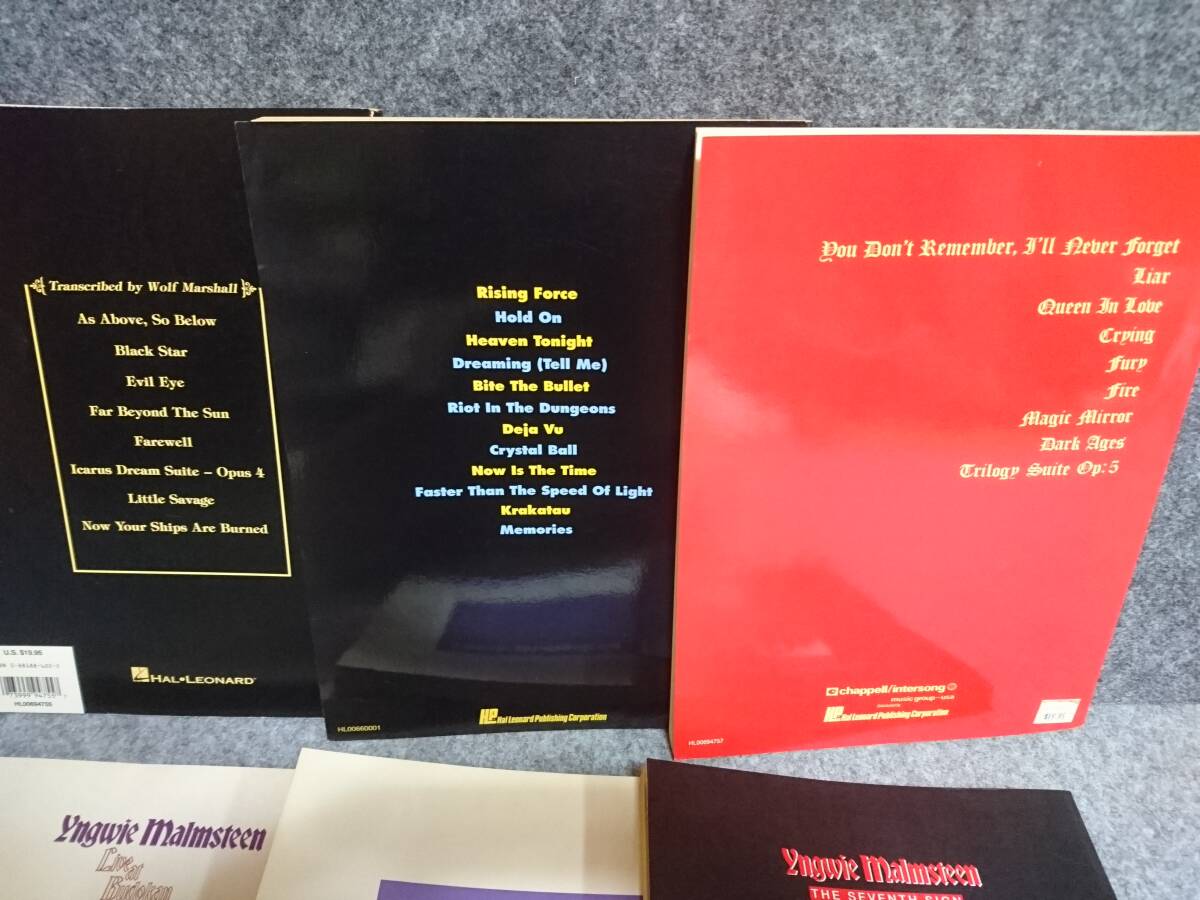 Transcribed by Wolf Marshall
As Above, So Below
Black Star
Evil Eye
Far Beyond The Sun
Farewell
Icarus Dream Suite – Opus 4
Little Savage
Now Your Ships Are Burned
U.S. $19.95
HL00694755
HAL•LEONARD®
Rising Force
Hold On
Heaven Tonight
Dreaming (Tell Me)
Bite The Bullet
Riot In The Dungeons
Deja Vu
Crystal Ball
Now Is The Time
Faster Than The Speed Of Light
Krakatau
Memories
HL00660001
HL Hal Leonard Publishing Corporation
You Don't Remember, I'll Never Forget
Liar
Queen In Love
Crying
Fury
Fire
Magic Mirror
Dark Ages
Trilogy Suite Op:5
chappell/intersong
music group–usa
HL Hal Leonard Publishing Corporation
HL00694757
Yngwie Malmsteen
Live at
Budokan
Yngwie Malmsteen
THE SEVENTH SIGN